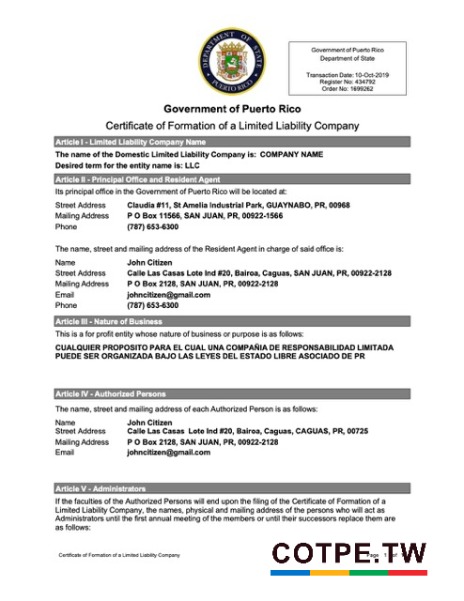 DEPARTMENT OF STATE
PUERTO RICO
Government of Puerto Rico
Department of State
Transaction Date: 10-Oct-2019
Register No: 434792
Order No: 1699262
Government of Puerto Rico
Certificate of Formation of a Limited Liability Company
Article I - Limited Liability Company Name
The name of the Domestic Limited Liability Company is: COMPANY NAME
Desired term for the entity name is: LLC
Article II - Principal Office and Resident Agent
Its principal office in the Government of Puerto Rico will be located at:
Street Address Claudia #11, St Amelia Industrial Park, GUAYNABO, PR, 00968
Mailing Address P O Box 11566, SAN JUAN, PR, 00922-1566
Phone (787) 653-6300
The name, street and mailing address of the Resident Agent in charge of said office is:
Name John Citizen
Street Address Calle Las Casas Lote Ind #20, Bairoa, Caguas, SAN JUAN, PR, 00922-2128
Mailing Address P O Box 2128, SAN JUAN, PR, 00922-2128
Email johncitizen@gmail.com
Phone (787) 653-6300
Article III - Nature of Business
This is a for profit entity whose nature of business or purpose is as follows:
CUALQUIER PROPOSITO PARA EL CUAL UNA COMPAÑIA DE RESPONSABILIDAD LIMITADA
PUEDE SER ORGANIZADA BAJO LAS LEYES DEL ESTADO LIBRE ASOCIADO DE PR
Article IV - Authorized Persons
The name, street and mailing address of each Authorized Person is as follows:
Name John Citizen
Street Address Calle Las Casas Lote Ind #20, Bairoa, Caguas, CAGUAS, PR, 00725
Mailing Address P O Box 2128, SAN JUAN, PR, 00922-2128
Email johncitizen@gmail.com
Article V - Administrators
If the faculties of the Authorized Persons will end upon the filing of the Certificate of Formation of a
Limited Liability Company, the names, physical and mailing address of the persons who will act as
Administrators until the first annual meeting of the members or until their successors replace them are
as follows:
Certificate of Formation of a Limited Liability Company
Page 1 of
COTPE.TW